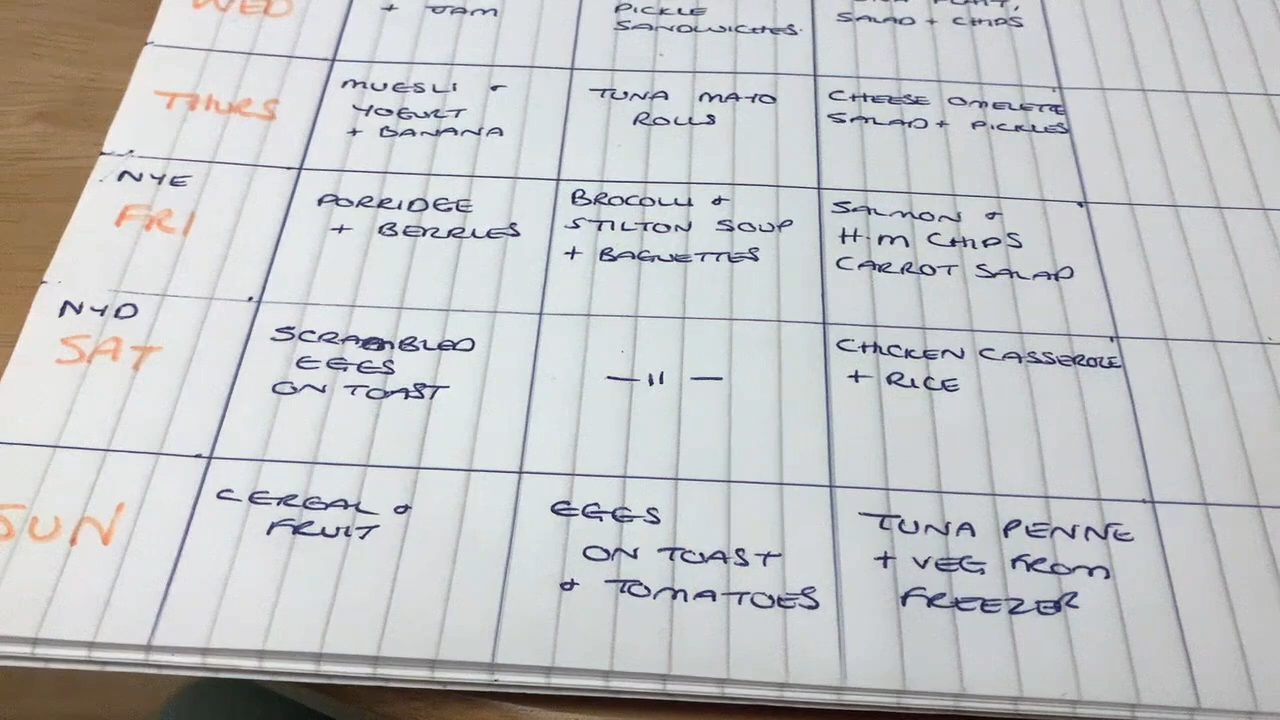 WED
+ JAM
PICKLE
SANDWICHES.
SALAD + CHIPS
THURS
MUESLI &
YOGURT
+ BANANA
TUNA MAYO
ROLLS
CHEESE OMELETTE
SALAD + PICKLES
NYE
FRI
PORRIDGE
+ BERRIES
BROCOLLI &
STILTON SOUP
+ BAGUETTES
SALMON &
H.M CHIPS
CARROT SALAD
NYD
SAT
SCRAMBLED
EGGS
ON TOAST
— 11 —
CHICKEN CASSEROLE
+ RICE
SUN
CEREAL &
FRUIT
EGGS
ON TOAST
& TOMATOES
TUNA PENNE
+ VEG FROM
FREEZER